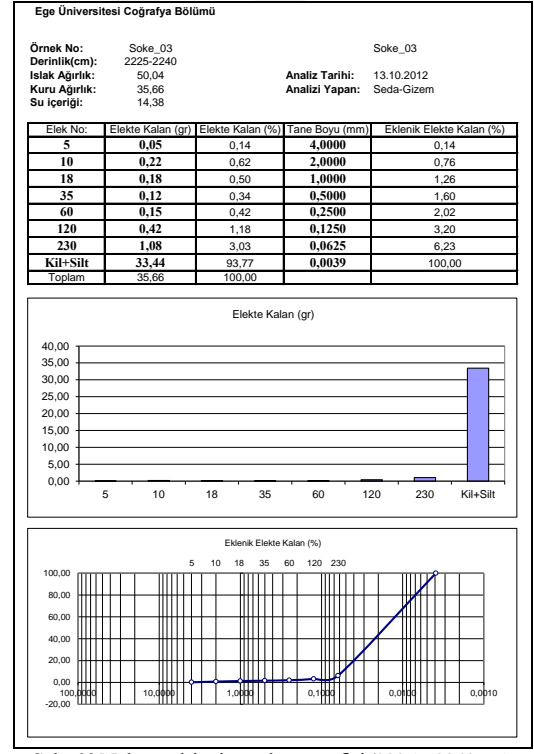 Ege Üniversitesi Coğrafya Bölümü
Örnek No: Soke_03 Soke_03
Derinlik(cm): 2225-2240
Islak Ağırlık: 50,04 Analiz Tarihi: 13.10.2012
Kuru Ağırlık: 35,66 Analizi Yapan: Seda-Gizem
Su içeriği: 14,38
Elek No: Elekte Kalan (gr) Elekte Kalan (%) Tane Boyu (mm) Eklenik Elekte Kalan (%)
5 0,05 0,14 4,0000 0,14
10 0,22 0,62 2,0000 0,76
18 0,18 0,50 1,0000 1,26
35 0,12 0,34 0,5000 1,60
60 0,15 0,42 0,2500 2,02
120 0,42 1,18 0,1250 3,20
230 1,08 3,03 0,0625 6,23
Kil+Silt 33,44 93,77 0,0039 100,00
Toplam 35,66 100,00
Elekte Kalan (gr)
40,00
35,00
30,00
25,00
20,00
15,00
10,00
5,00
0,00
5 10 18 35 60 120 230 Kil+Silt
Eklenik Elekte Kalan (%)
5 10 18 35 60 120 230
100,00
80,00
60,00
40,00
20,00
0,00
-20,00
100,0000 10,0000 1,0000 0,1000 0,0100 0,0010